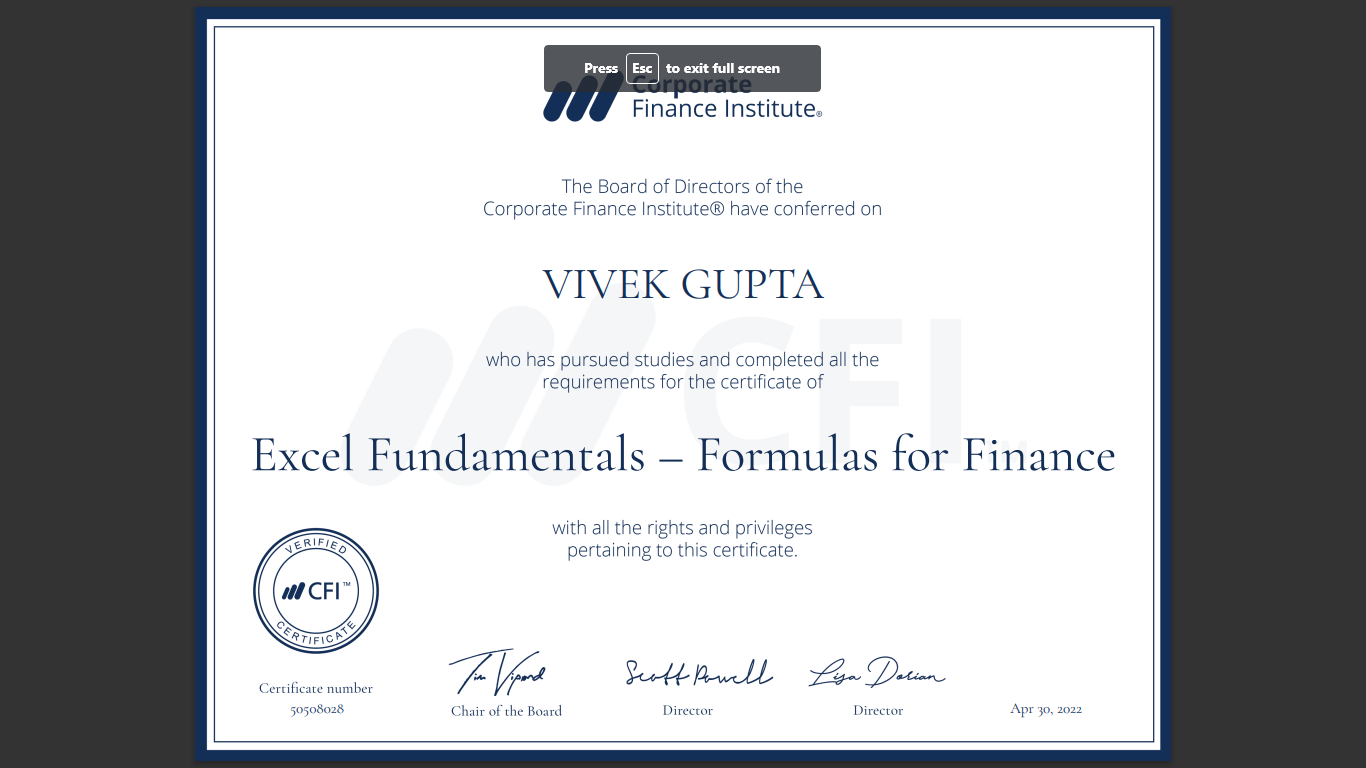 Press Esc to exit full screen
Corporate
Finance Institute®
The Board of Directors of the
Corporate Finance Institute® have conferred on
VIVEK GUPTA
CFI
who has pursued studies and completed all the
requirements for the certificate of
Excel Fundamentals – Formulas for Finance
with all the rights and privileges
pertaining to this certificate.
VERIFIED
CFI™
CERTIFICATE
Certificate number
50508028
Tim Vipond
Chair of the Board
Scott Powell
Director
Lisa Dorian
Director
Apr 30, 2022